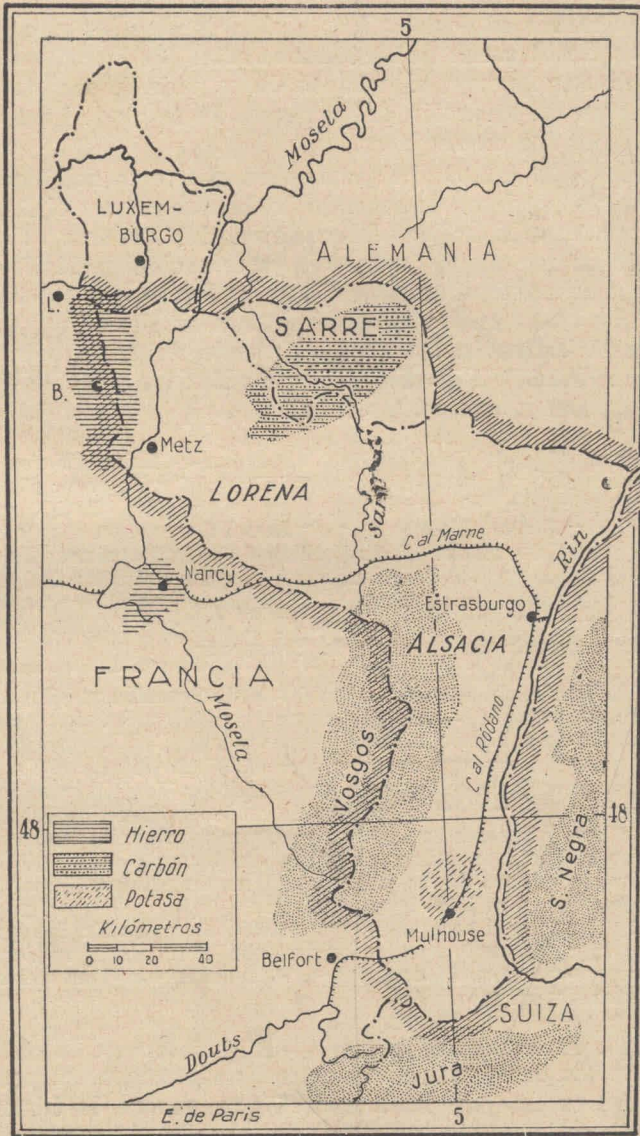 5
Mosela
LUXEM-
BURGO
ALEMANIA
L.
SARRE
B.
Metz
LORENA
Sarre
C al Marne
Rin
Nancy
Estrasburgo
ALSACIA
FRANCIA
Mosela
Vosgos
C al Ródano
S. Negra
48
48
Hierro
Carbón
Potasa
Kilómetros
0 10 20 40
Mulhouse
Belfort
SUIZA
Douts
Jura
E. de Paris
5